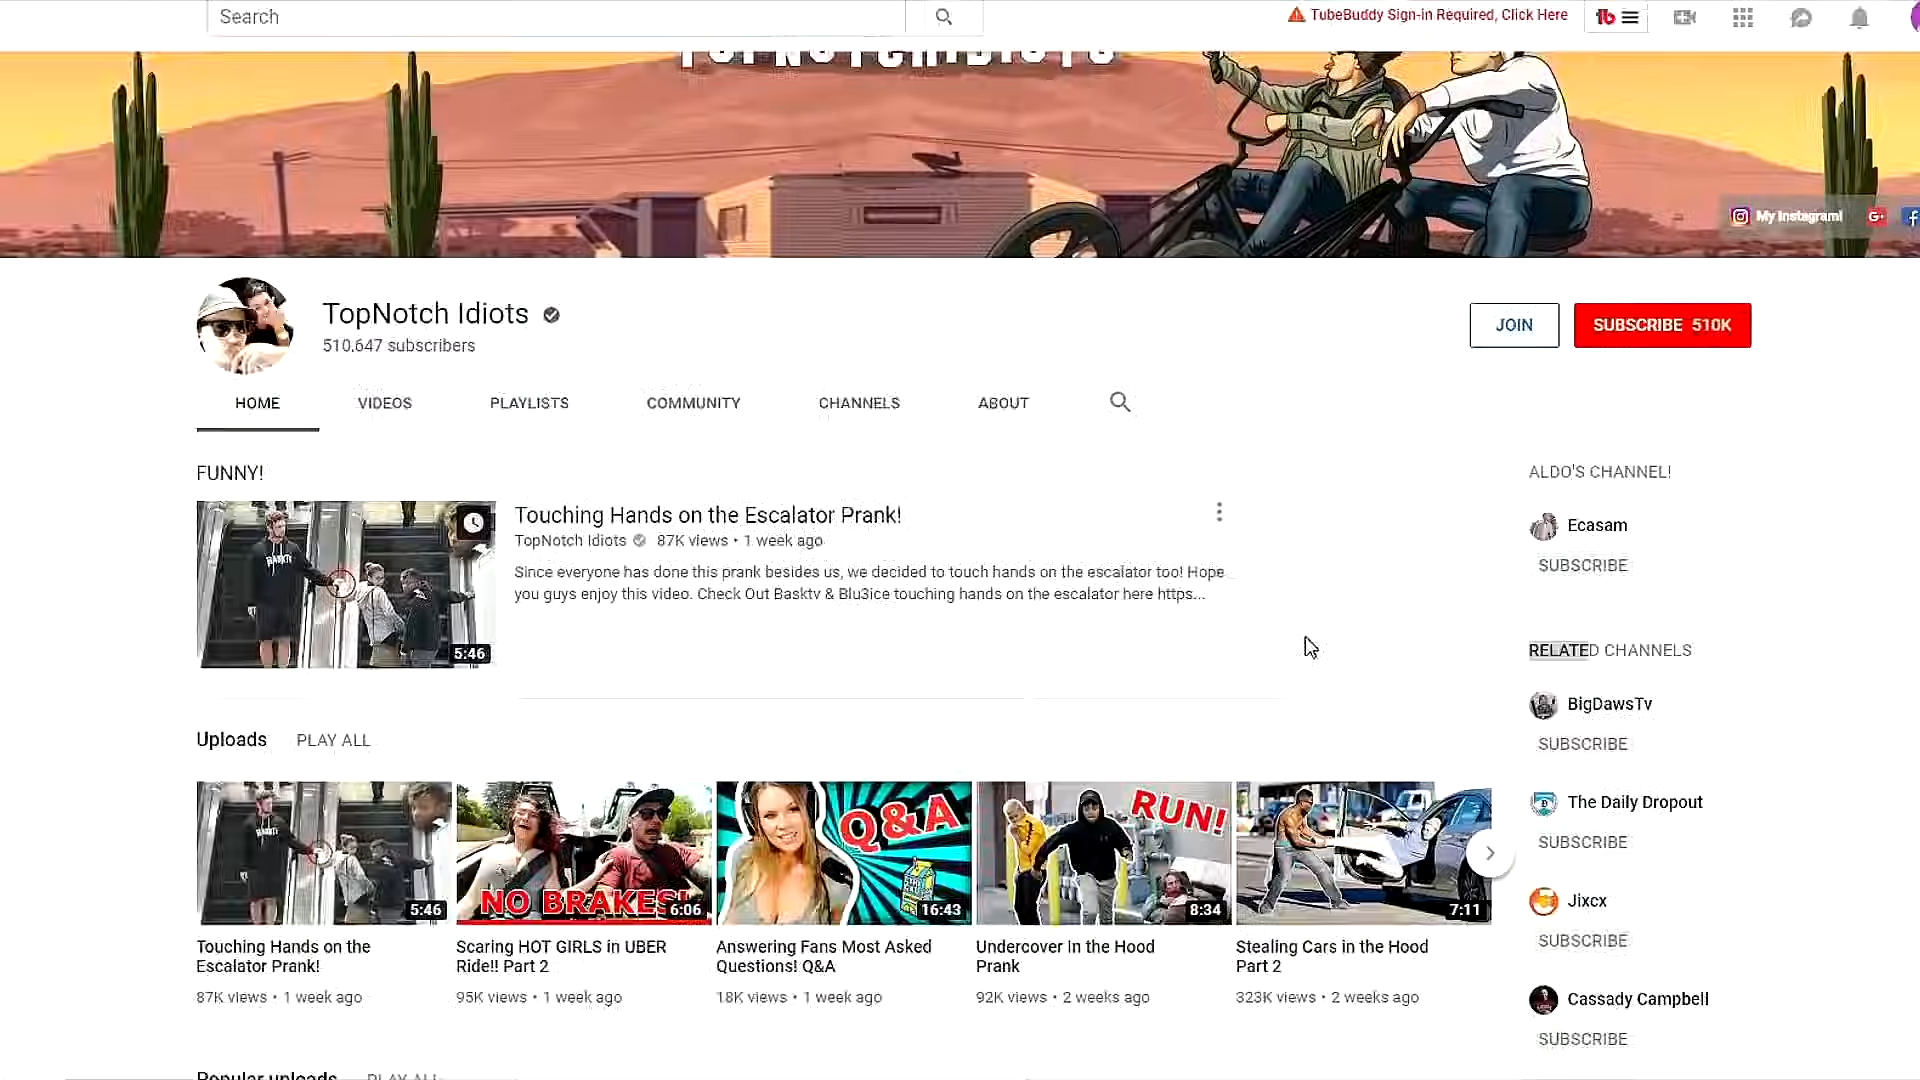 Search
TubeBuddy Sign-in Required, Click Here
tb
TOPNOTCHIDIOTS
My Instagram!
G+
f
TopNotch Idiots
510,647 subscribers
JOIN
SUBSCRIBE 510K
HOME
VIDEOS
PLAYLISTS
COMMUNITY
CHANNELS
ABOUT
FUNNY!
5:46
Touching Hands on the Escalator Prank!
TopNotch Idiots 87K views • 1 week ago
Since everyone has done this prank besides us, we decided to touch hands on the escalator too! Hope
you guys enjoy this video. Check Out Basktv & Blu3ice touching hands on the escalator here https...
Uploads PLAY ALL
5:46
Touching Hands on the
Escalator Prank!
87K views • 1 week ago
NO BRAKES!
6:06
Scaring HOT GIRLS in UBER
Ride!! Part 2
95K views • 1 week ago
Q&A
16:43
Answering Fans Most Asked
Questions! Q&A
18K views • 1 week ago
RUN!
8:34
Undercover In the Hood
Prank
92K views • 2 weeks ago
7:11
Stealing Cars in the Hood
Part 2
323K views • 2 weeks ago
Popular uploads PLAY ALL
ALDO'S CHANNEL!
Ecasam
SUBSCRIBE
RELATED CHANNELS
BigDawsTv
SUBSCRIBE
The Daily Dropout
SUBSCRIBE
Jixcx
SUBSCRIBE
Cassady Campbell
SUBSCRIBE